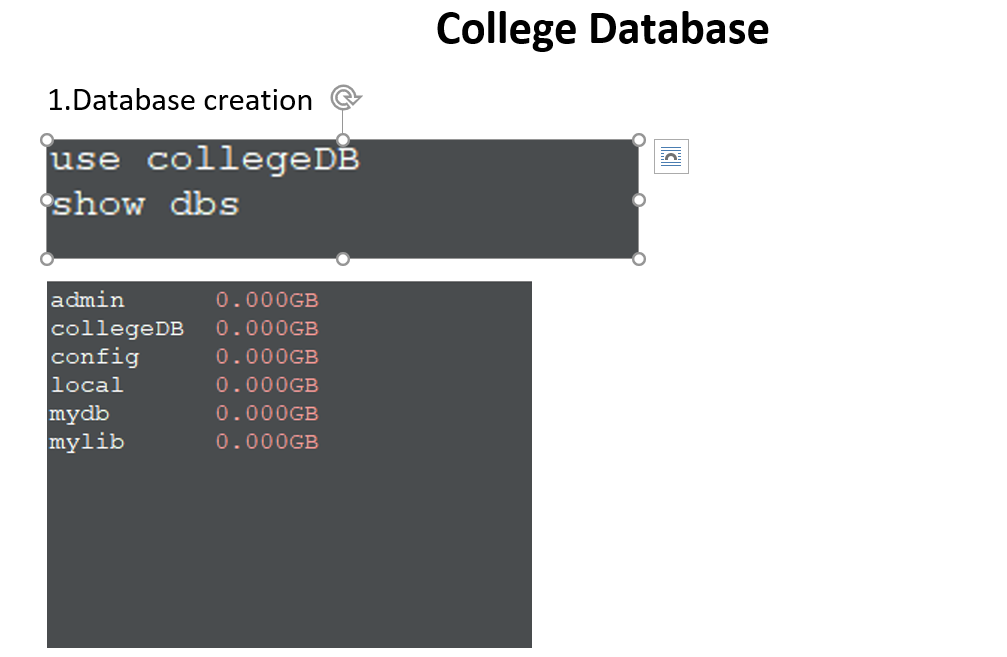 College Database
1.Database creation
use collegeDB
show dbs
admin 0.000GB
collegeDB 0.000GB
config 0.000GB
local 0.000GB
mydb 0.000GB
mylib 0.000GB